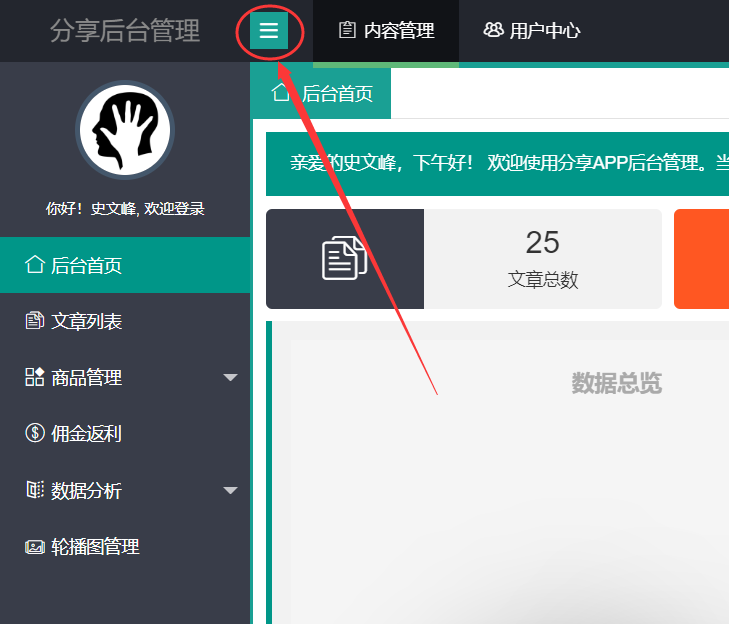 分享后台管理
内容管理
用户中心
后台首页
亲爱的史文峰，下午好！ 欢迎使用分享APP后台管理。当
你好！史文峰, 欢迎登录
25
文章总数
后台首页
文章列表
商品管理
佣金返利
数据分析
轮播图管理
数据总览